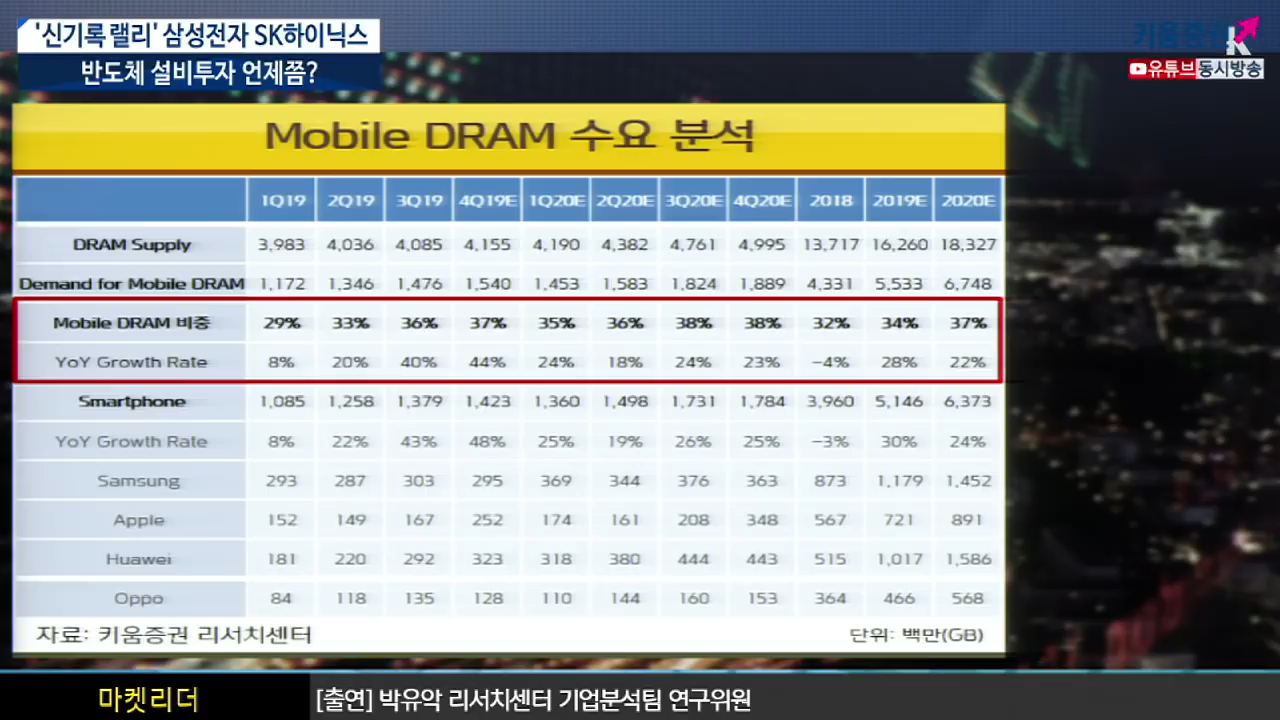 '신기록 랠리' 삼성전자 SK하이닉스
반도체 설비투자 언제쯤?
키움증권
유튜브 동시방송
Mobile DRAM 수요 분석
1Q19 2Q19 3Q19 4Q19E 1Q20E 2Q20E 3Q20E 4Q20E 2018 2019E 2020E
DRAM Supply 3,983 4,036 4,085 4,155 4,190 4,382 4,761 4,995 13,717 16,260 18,327
Demand for Mobile DRAM 1,172 1,346 1,476 1,540 1,453 1,583 1,824 1,889 4,331 5,533 6,748
Mobile DRAM 비중 29% 33% 36% 37% 35% 36% 38% 38% 32% 34% 37%
YoY Growth Rate 8% 20% 40% 44% 24% 18% 24% 23% -4% 28% 22%
Smartphone 1,085 1,258 1,379 1,423 1,360 1,498 1,731 1,784 3,960 5,146 6,373
YoY Growth Rate 8% 22% 43% 48% 25% 19% 26% 25% -3% 30% 24%
Samsung 293 287 303 295 369 344 376 363 873 1,179 1,452
Apple 152 149 167 252 174 161 208 348 567 721 891
Huawei 181 220 292 323 318 380 444 443 515 1,017 1,586
Oppo 84 118 135 128 110 144 160 153 364 466 568
자료: 키움증권 리서치센터 단위: 백만(GB)
마켓리더 [출연] 박유악 리서치센터 기업분석팀 연구위원